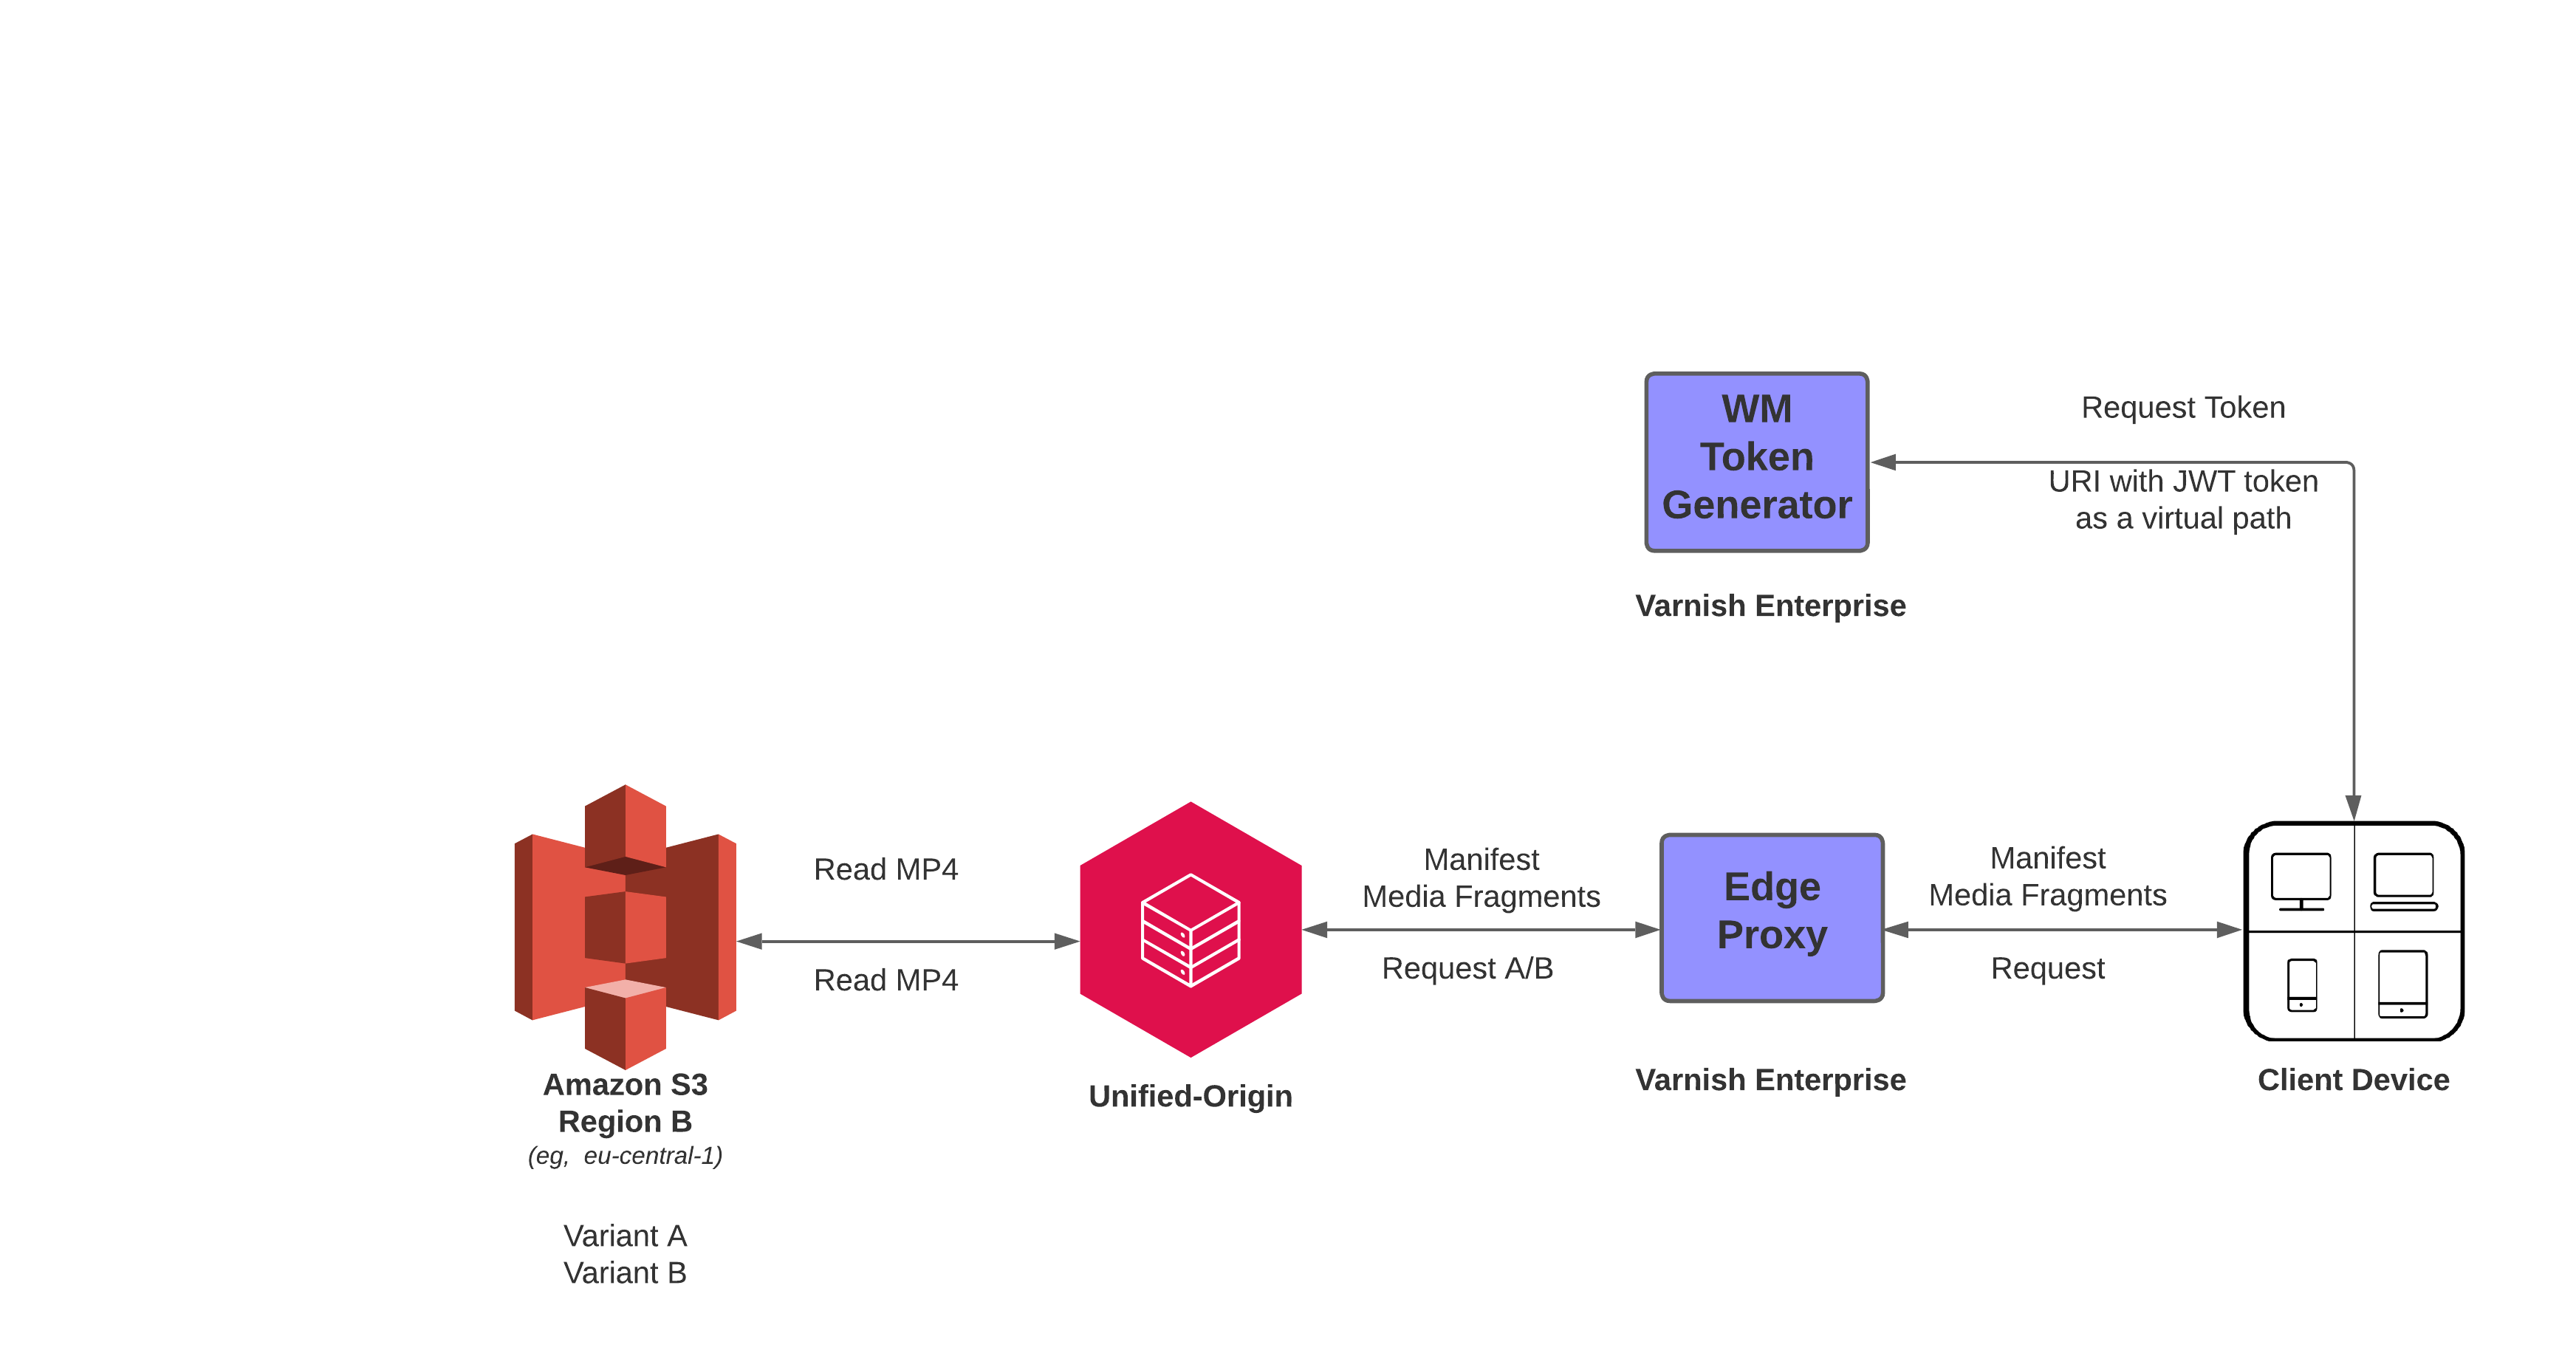 WM
Token
Generator
Varnish Enterprise
Request Token
URI with JWT token
as a virtual path
Read MP4
Read MP4
Amazon S3
Region B
(eg,  eu-central-1)
Variant A
Variant B
Unified-Origin
Manifest
Media Fragments
Request A/B
Edge
Proxy
Varnish Enterprise
Manifest
Media Fragments
Request
Client Device